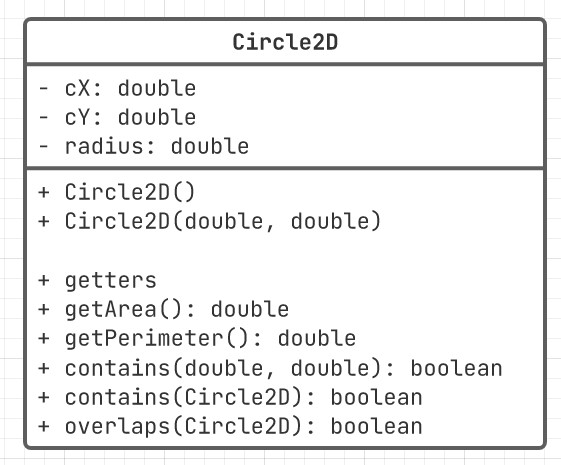 Circle2D
- cX: double
- cY: double
- radius: double
+ Circle2D()
+ Circle2D(double, double)
+ getters
+ getArea(): double
+ getPerimeter(): double
+ contains(double, double): boolean
+ contains(Circle2D): boolean
+ overlaps(Circle2D): boolean